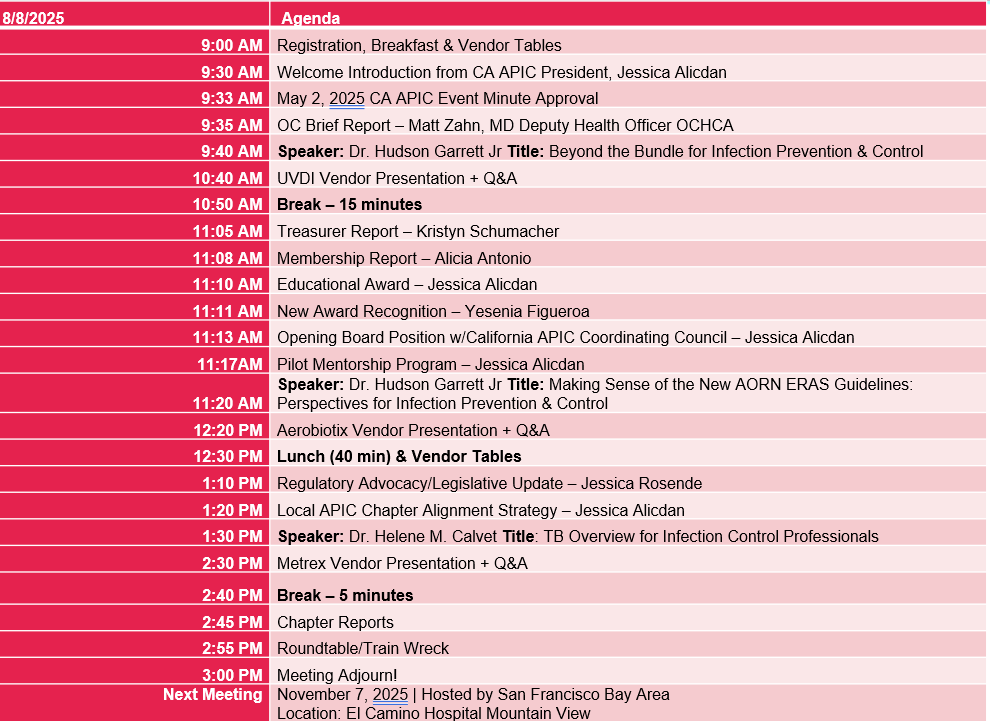 8/8/2025 Agenda
9:00 AM Registration, Breakfast & Vendor Tables
9:30 AM Welcome Introduction from CA APIC President, Jessica Alicdan
9:33 AM May 2, 2025 CA APIC Event Minute Approval
9:35 AM OC Brief Report – Matt Zahn, MD Deputy Health Officer OCHCA
9:40 AM Speaker: Dr. Hudson Garrett Jr Title: Beyond the Bundle for Infection Prevention & Control
10:40 AM UVDI Vendor Presentation + Q&A
10:50 AM Break – 15 minutes
11:05 AM Treasurer Report – Kristyn Schumacher
11:08 AM Membership Report – Alicia Antonio
11:10 AM Educational Award – Jessica Alicdan
11:11 AM New Award Recognition – Yesenia Figueroa
11:13 AM Opening Board Position w/California APIC Coordinating Council – Jessica Alicdan
11:17AM Pilot Mentorship Program – Jessica Alicdan
Speaker: Dr. Hudson Garrett Jr Title: Making Sense of the New AORN ERAS Guidelines:
11:20 AM Perspectives for Infection Prevention & Control
12:20 PM Aerobiotix Vendor Presentation + Q&A
12:30 PM Lunch (40 min) & Vendor Tables
1:10 PM Regulatory Advocacy/Legislative Update – Jessica Rosende
1:20 PM Local APIC Chapter Alignment Strategy – Jessica Alicdan
1:30 PM Speaker: Dr. Helene M. Calvet Title: TB Overview for Infection Control Professionals
2:30 PM Metrex Vendor Presentation + Q&A
2:40 PM Break – 5 minutes
2:45 PM Chapter Reports
2:55 PM Roundtable/Train Wreck
3:00 PM Meeting Adjourn!
Next Meeting November 7, 2025 | Hosted by San Francisco Bay Area
Location: El Camino Hospital Mountain View